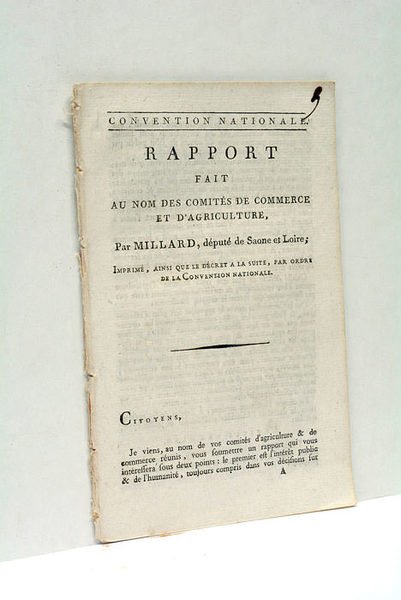 CONVENTION NATIONALE.
RAPPORT
FAIT
AU NOM DES COMITÉS DE COMMERCE
ET D'AGRICULTURE,
Par MILLARD, député de Saone et Loire;
IMPRIMÉ, AINSI QUE LE DÉCRET A LA SUITE, PAR ORDRE
DE LA CONVENTION NATIONALE.
CITOYENS,
Je viens, au nom de vos comités d'agriculture & de
commerce réunis, vous soumettre un rapport qui vous
intéressera sous deux points : le premier est l'intérêt public
& de l'humanité, toujours compris dans vos décisions sur
A